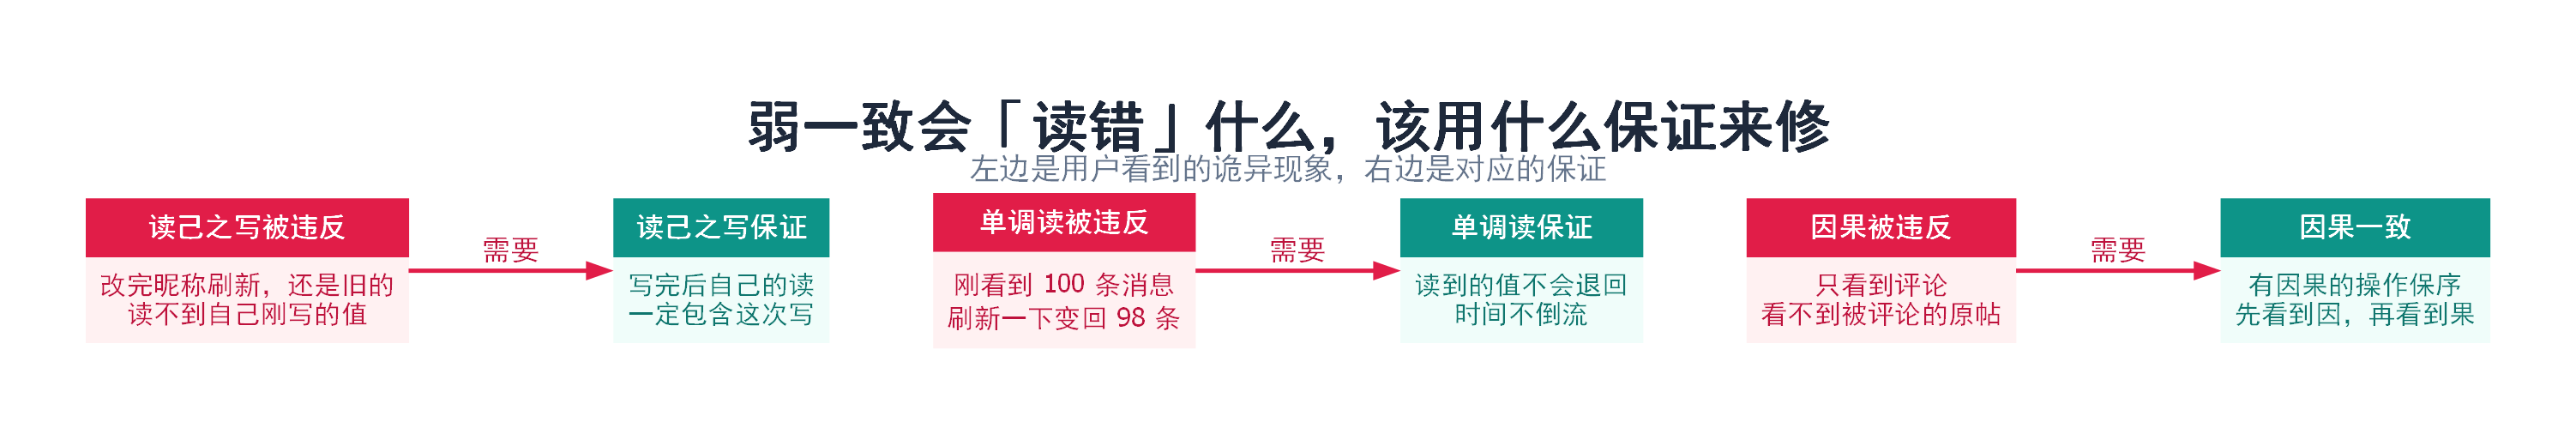 弱一致会「读错」什么，该用什么保证来修
左边是用户看到的诡异现象，右边是对应的保证
读己之写被违反
改完昵称刷新，还是旧的
读不到自己刚写的值
需要
读己之写保证
写完后自己的读
一定包含这次写
单调读被违反
刚看到 100 条消息
刷新一下变回 98 条
需要
单调读保证
读到的值不会退回
时间不倒流
因果被违反
只看到评论
看不到被评论的原帖
需要
因果一致
有因果的操作保序
先看到因，再看到果